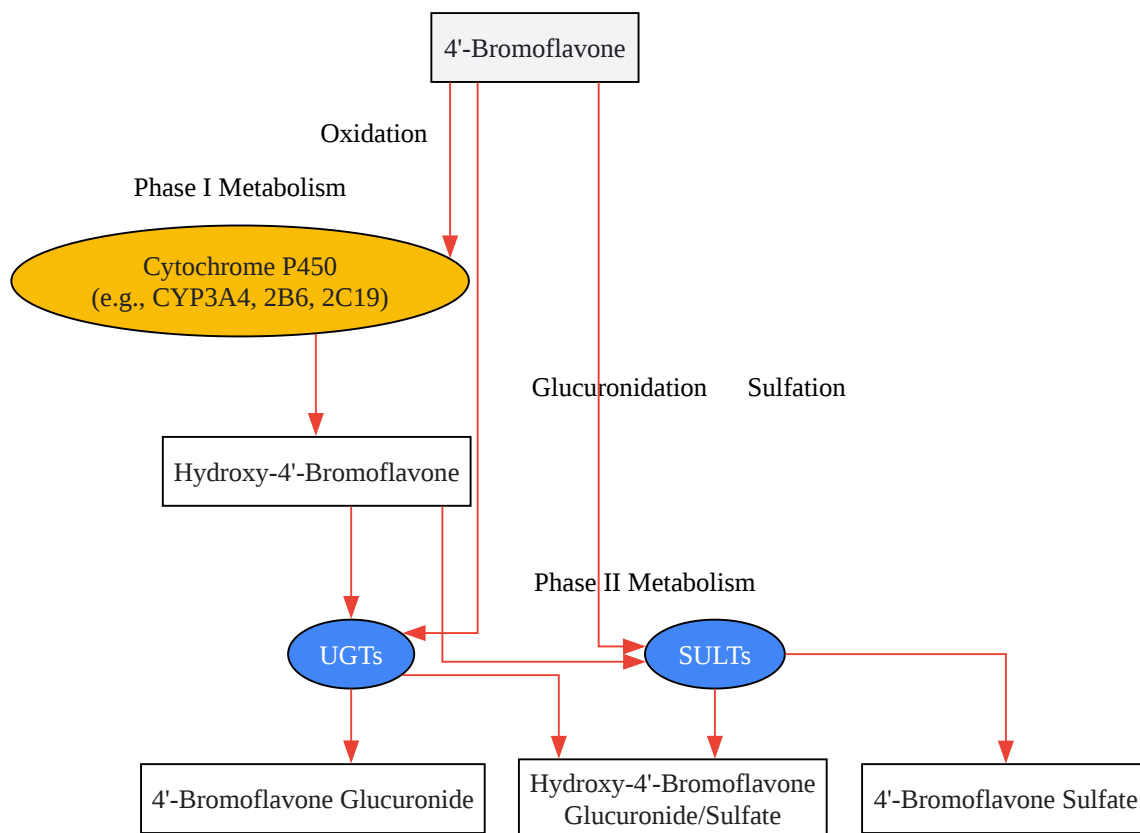 4'-Bromoflavone
Oxidation
Phase I Metabolism
Cytochrome P450
(e.g., CYP3A4, 2B6, 2C19)
Glucuronidation
Sulfation
Hydroxy-4'-Bromoflavone
Phase II Metabolism
UGTs
SULTs
4'-Bromoflavone Glucuronide
Hydroxy-4'-Bromoflavone
Glucuronide/Sulfate
4'-Bromoflavone Sulfate